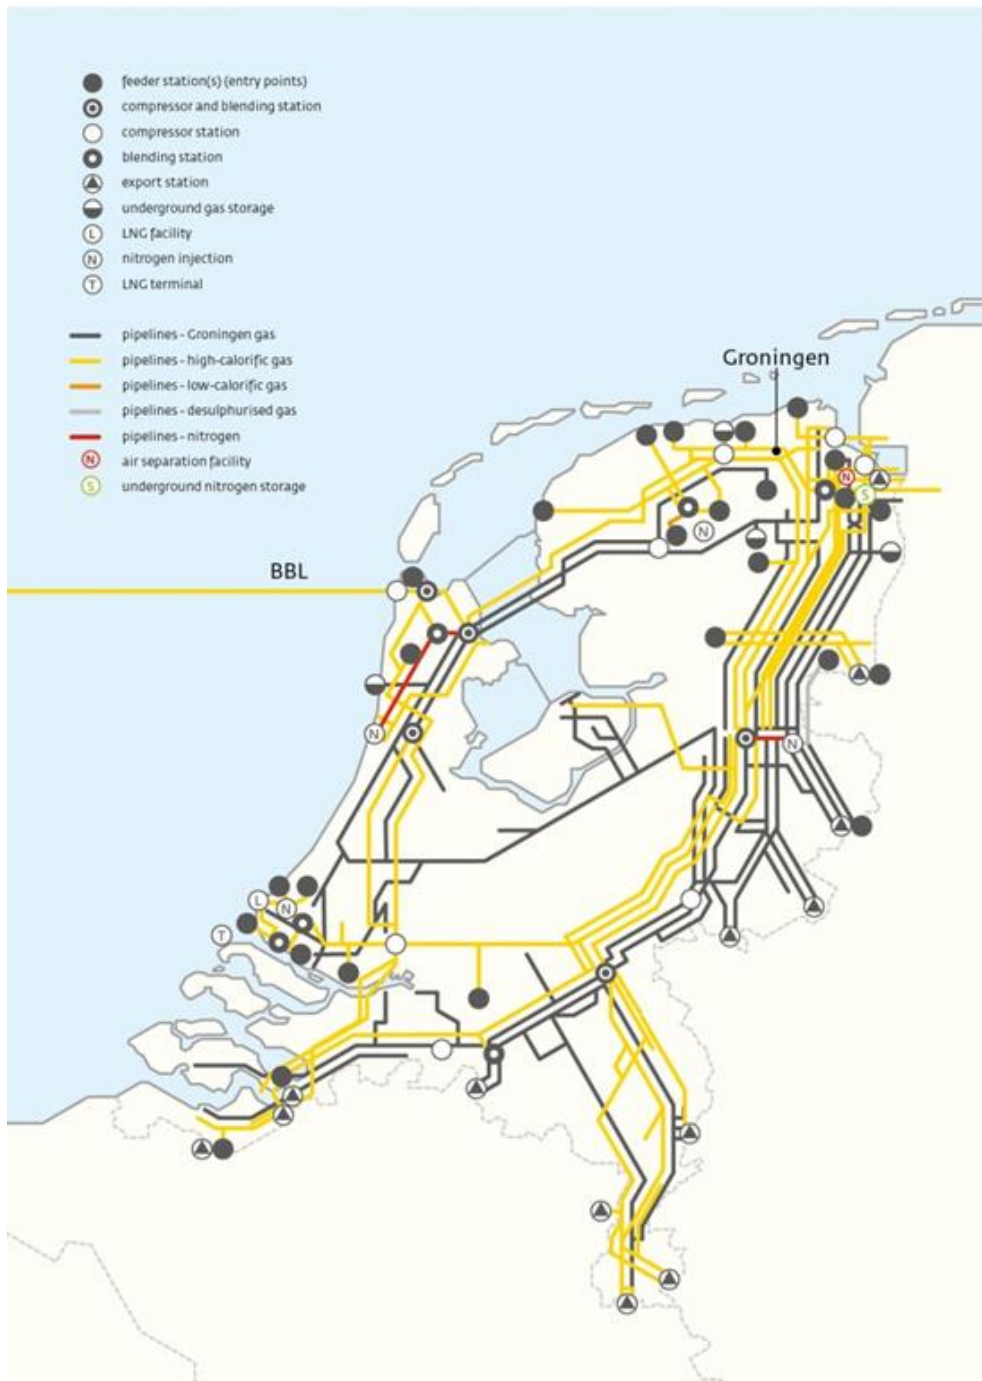 feeder station(s) (entry points)
compressor and blending station
compressor station
blending station
export station
underground gas storage
L LNG facility
N nitrogen injection
T LNG terminal
pipelines - Groningen gas
pipelines - high-calorific gas
pipelines - low-calorific gas
pipelines - desulphurised gas
pipelines - nitrogen
N air separation facility
S underground nitrogen storage
Groningen
N
S
N
BBL
N
N
L
N
T